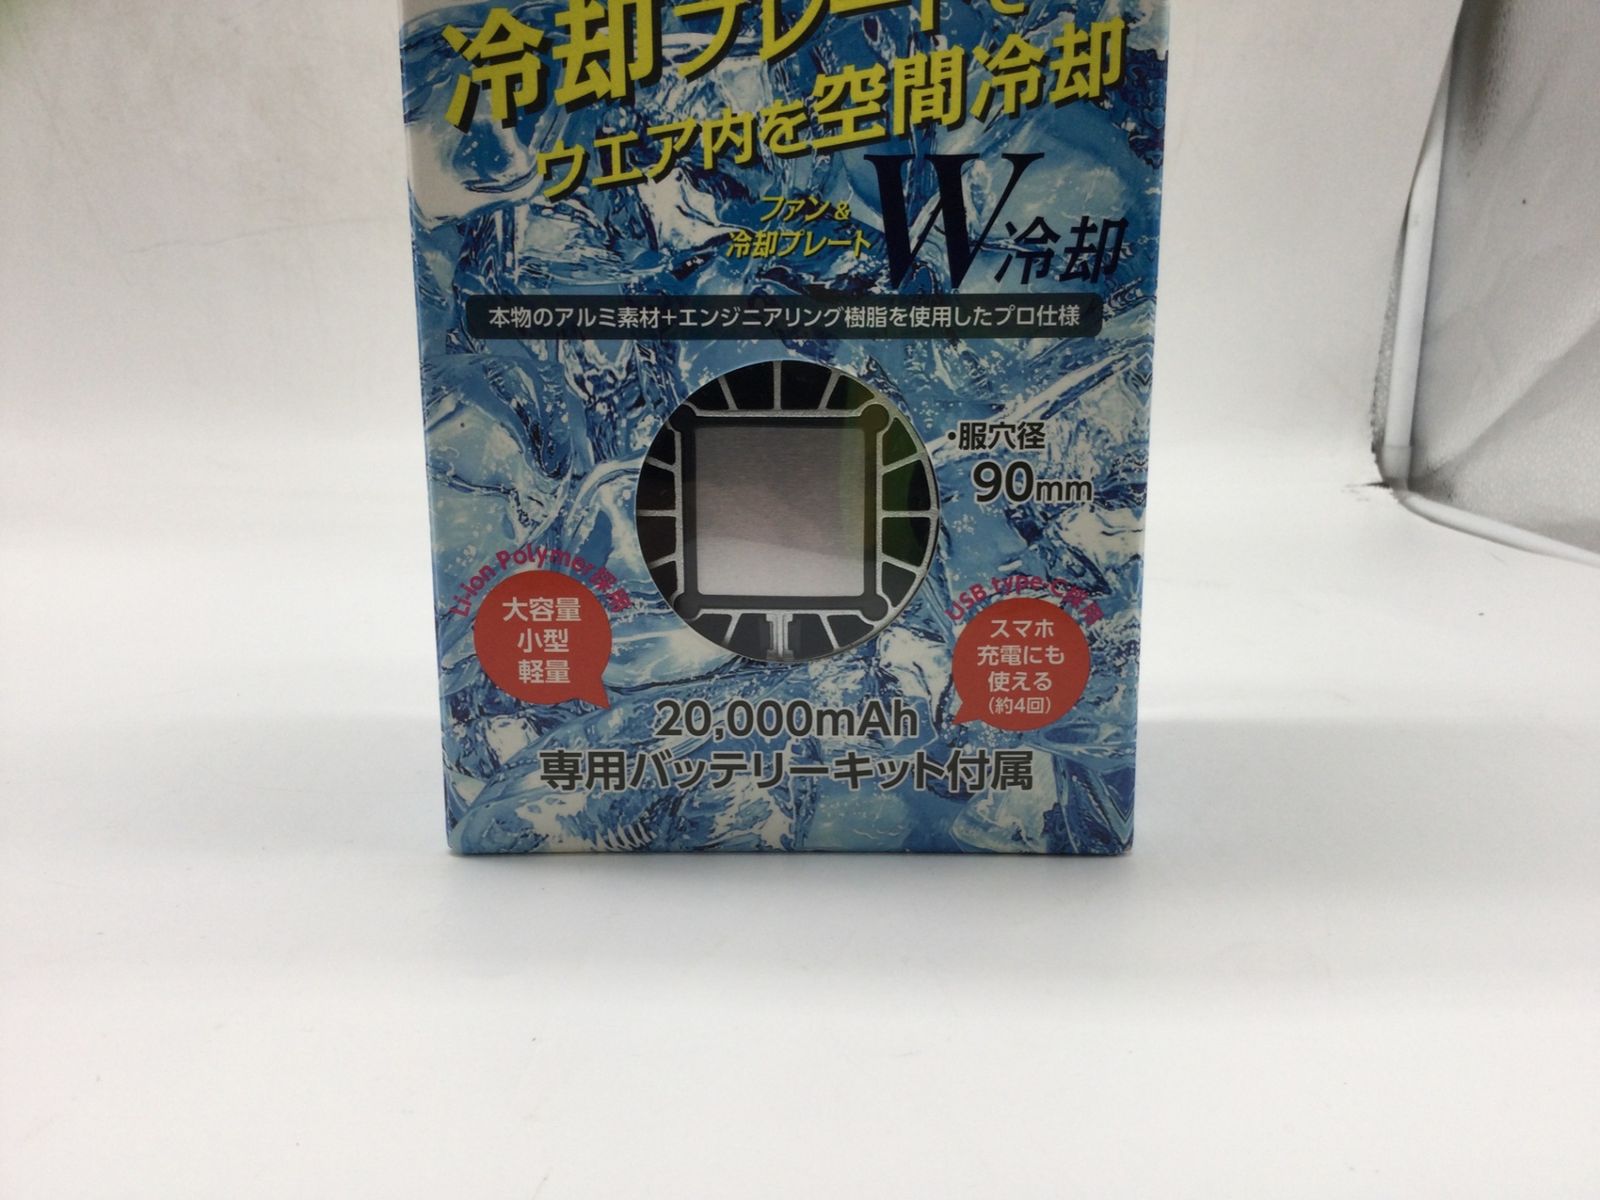 冷却プレートで
ウエア内を空間冷却
ファン&
冷却プレート
W冷却
本物のアルミ素材+エンジニアリング樹脂を使用したプロ仕様
・服穴径
90mm
Li-Ion Polymer採用
大容量
小型
軽量
USB type-C採用
スマホ
充電にも
使える
(約4回)
20,000mAh
専用バッテリーキット付属